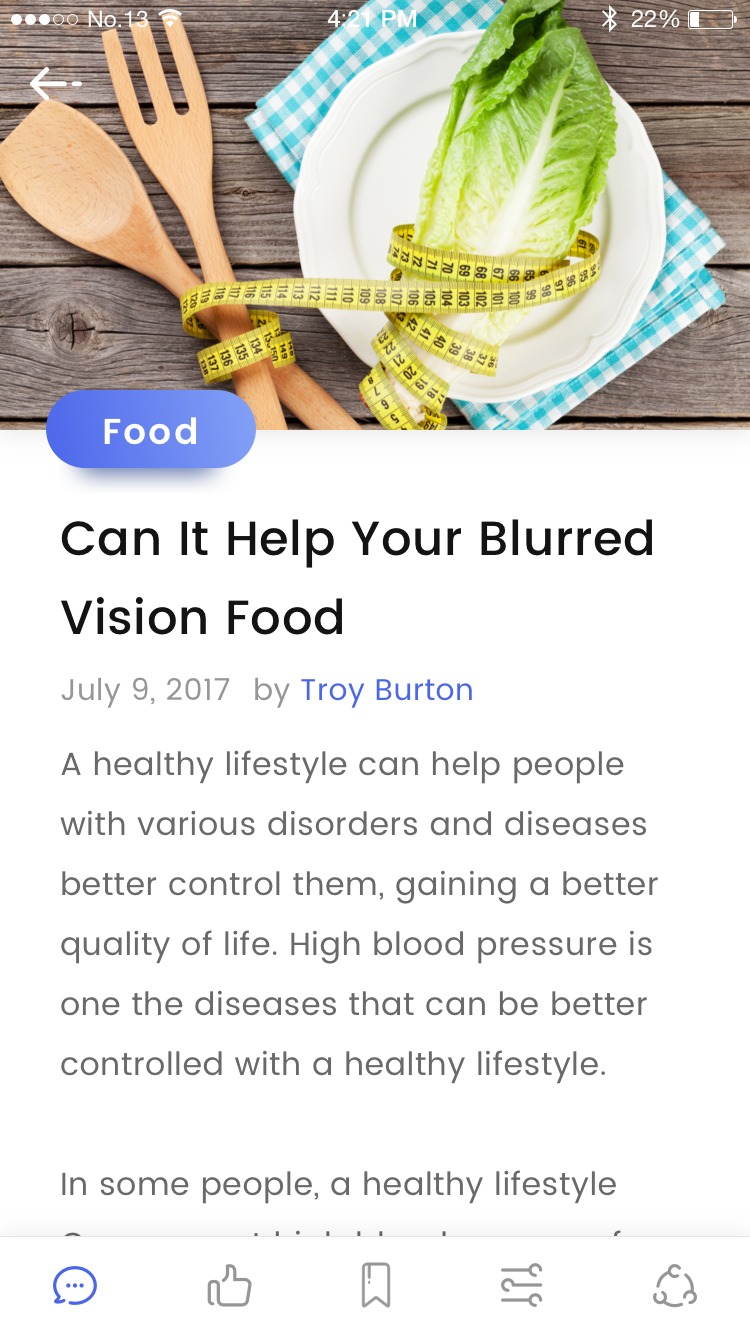 No.13 4:21 PM 22%
Food
Can It Help Your Blurred
Vision Food
July 9, 2017 by Troy Burton
A healthy lifestyle can help people
with various disorders and diseases
better control them, gaining a better
quality of life. High blood pressure is
one the diseases that can be better
controlled with a healthy lifestyle.
In some people, a healthy lifestyle